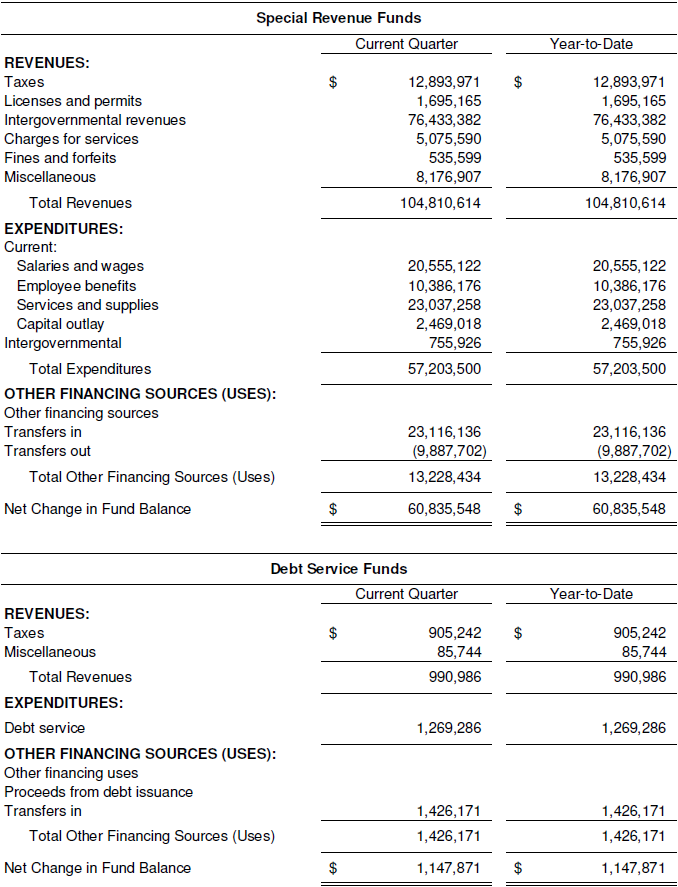 Special Revenue Funds
Current Quarter Year-to-Date
REVENUES:
Taxes $ 12,893,971 $ 12,893,971
Licenses and permits 1,695,165 1,695,165
Intergovernmental revenues 76,433,382 76,433,382
Charges for services 5,075,590 5,075,590
Fines and forfeits 535,599 535,599
Miscellaneous 8,176,907 8,176,907
Total Revenues 104,810,614 104,810,614
EXPENDITURES:
Current:
Salaries and wages 20,555,122 20,555,122
Employee benefits 10,386,176 10,386,176
Services and supplies 23,037,258 23,037,258
Capital outlay 2,469,018 2,469,018
Intergovernmental 755,926 755,926
Total Expenditures 57,203,500 57,203,500
OTHER FINANCING SOURCES (USES):
Other financing sources
Transfers in 23,116,136 23,116,136
Transfers out (9,887,702) (9,887,702)
Total Other Financing Sources (Uses) 13,228,434 13,228,434
Net Change in Fund Balance $ 60,835,548 $ 60,835,548
Debt Service Funds
Current Quarter Year-to-Date
REVENUES:
Taxes $ 905,242 $ 905,242
Miscellaneous 85,744 85,744
Total Revenues 990,986 990,986
EXPENDITURES:
Debt service 1,269,286 1,269,286
OTHER FINANCING SOURCES (USES):
Other financing uses
Proceeds from debt issuance
Transfers in 1,426,171 1,426,171
Total Other Financing Sources (Uses) 1,426,171 1,426,171
Net Change in Fund Balance $ 1,147,871 $ 1,147,871